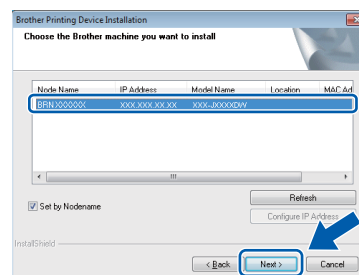 Brother Printing Device Installation
Choose the Brother machine you want to install
Node Name IP Address Model Name Location MAC Ad
BRNXXXXXX XXX.XXX.XX.XX XXX-JXXXXDW
Refresh
Set by Nodename
Configure IP Address
InstallShield
< Back Next > Cancel